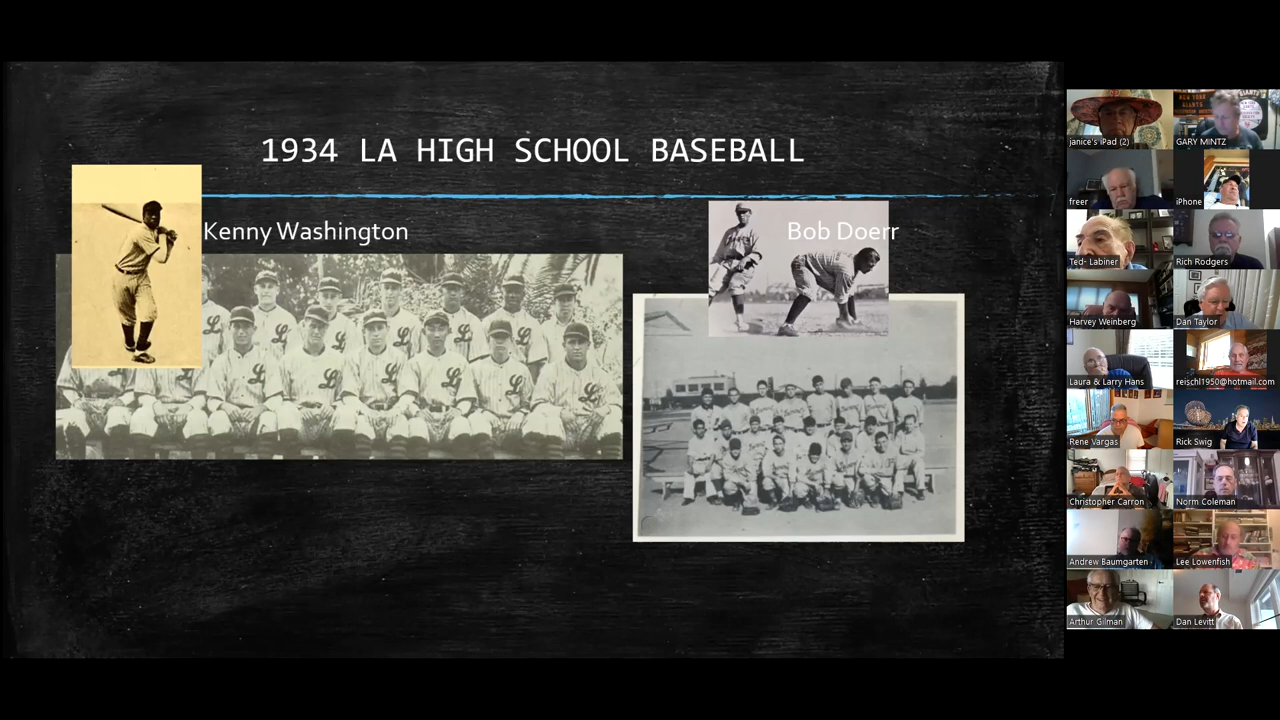 1934 LA HIGH SCHOOL BASEBALL
Kenny Washington
Bob Doerr
janice's iPad (2)
GARY MINTZ
freer
iPhone
Ted- Labiner
Rich Rodgers
Harvey Weinberg
Dan Taylor
Laura & Larry Hans
reischl1950@hotmail.com
Rene Vargas
Rick Swig
Christopher Carron
Norm Coleman
Andrew Baumgarten
Lee Lowenfish
Arthur Gilman
Dan Levitt